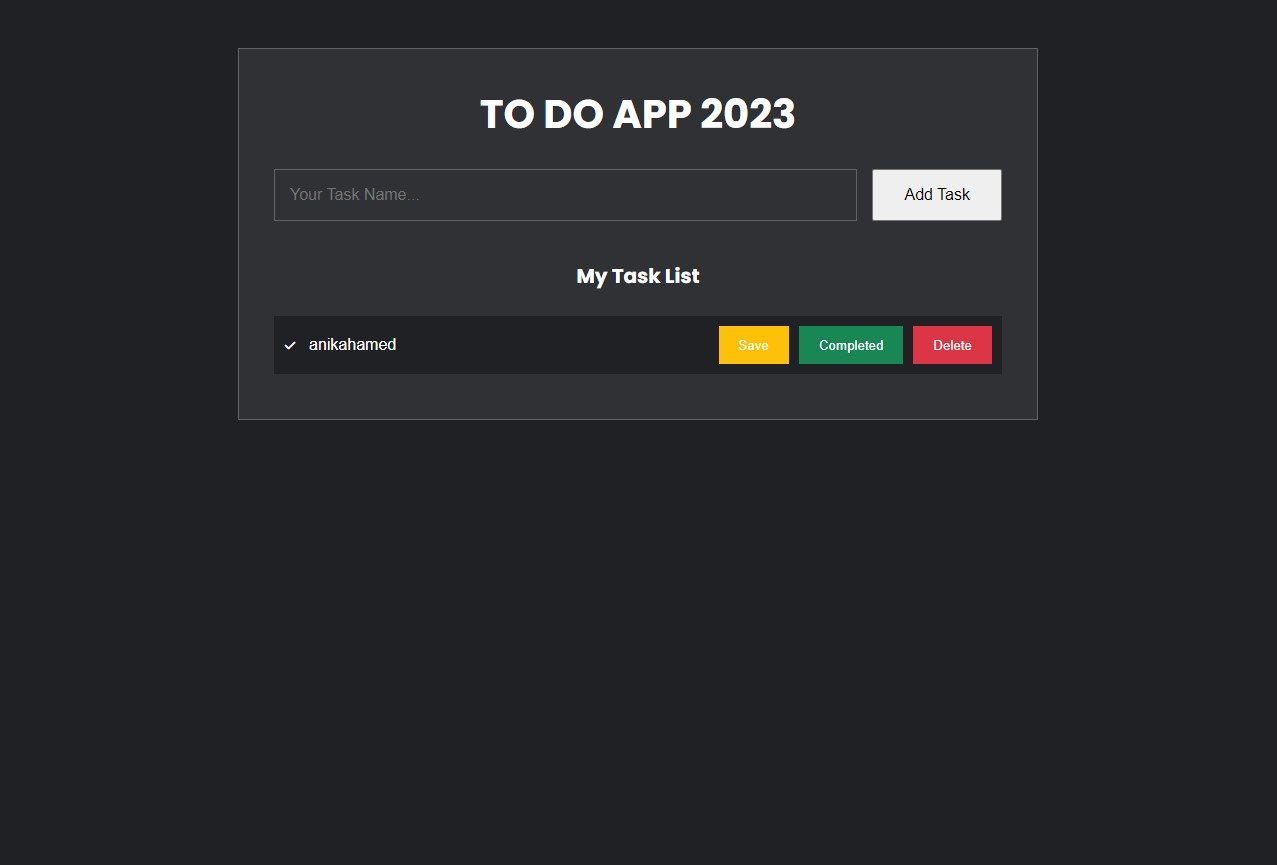 TO DO APP 2023
Your Task Name...
Add Task
My Task List
anikahamed
Save
Completed
Delete